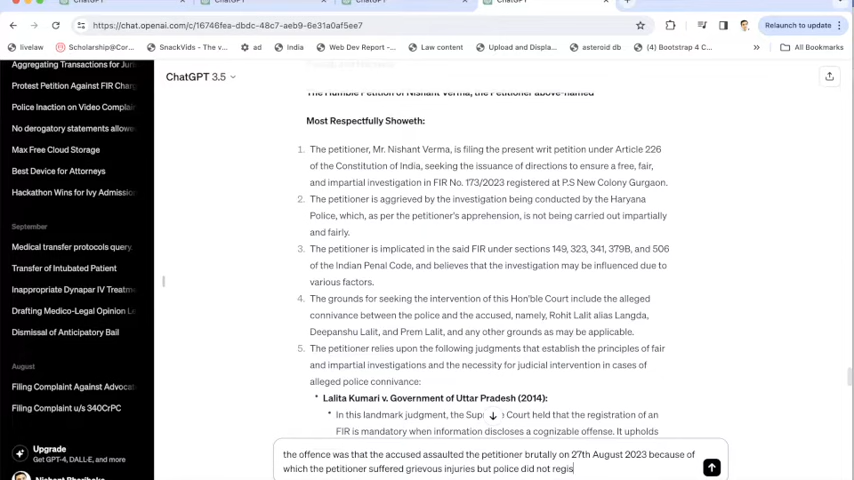 ChatGPT
ChatGPT
ChatGPT
ChatGPT
https://chat.openai.com/c/16746fea-dbdc-48c7-aeb9-6e31a0af5ee7
Relaunch to update
livelaw
Scholarship@Cor...
SnackVids - The v...
ad
India
Web Dev Report -...
Law content
Upload and Displa...
asteroid db
(4) Bootstrap 4 C...
»
All Bookmarks
Aggregating Transactions for Juris
Protest Petition Against FIR Charg
Police Inaction on Video Complain
No derogatory statements allowed
Max Free Cloud Storage
Best Device for Attorneys
Hackathon Wins for Ivy Admission
September
Medical transfer protocols query.
Transfer of Intubated Patient
Inappropriate Dynapar IV Treatme
Drafting Medico-Legal Opinion Le
Dismissal of Anticipatory Bail
August
Filing Complaint Against Advocat
Filing Complaint u/s 340CrPC
Upgrade
Get GPT-4, DALL·E, and more
ChatGPT 3.5
The Humble Petition of Nishant Verma, the Petitioner above-named
Most Respectfully Showeth:
1. The petitioner, Mr. Nishant Verma, is filing the present writ petition under Article 226
of the Constitution of India, seeking the issuance of directions to ensure a free, fair,
and impartial investigation in FIR No. 173/2023 registered at P.S New Colony Gurgaon.
2. The petitioner is aggrieved by the investigation being conducted by the Haryana
Police, which, as per the petitioner's apprehension, is not being carried out impartially
and fairly.
3. The petitioner is implicated in the said FIR under sections 149, 323, 341, 379B, and 506
of the Indian Penal Code, and believes that the investigation may be influenced due to
various factors.
4. The grounds for seeking the intervention of this Hon'ble Court include the alleged
connivance between the police and the accused, namely, Rohit Lalit alias Langda,
Deepanshu Lalit, and Prem Lalit, and any other grounds as may be applicable.
5. The petitioner relies upon the following judgments that establish the principles of fair
and impartial investigations and the necessity for judicial intervention in cases of
alleged police connivance:
• Lalita Kumari v. Government of Uttar Pradesh (2014):
• In this landmark judgment, the Sup e Court held that the registration of an
FIR is mandatory when information discloses a cognizable offense. It upholds
the offence was that the accused assaulted the petitioner brutally on 27th August 2023 because of
which the petitioner suffered grievous injuries but police did not regis